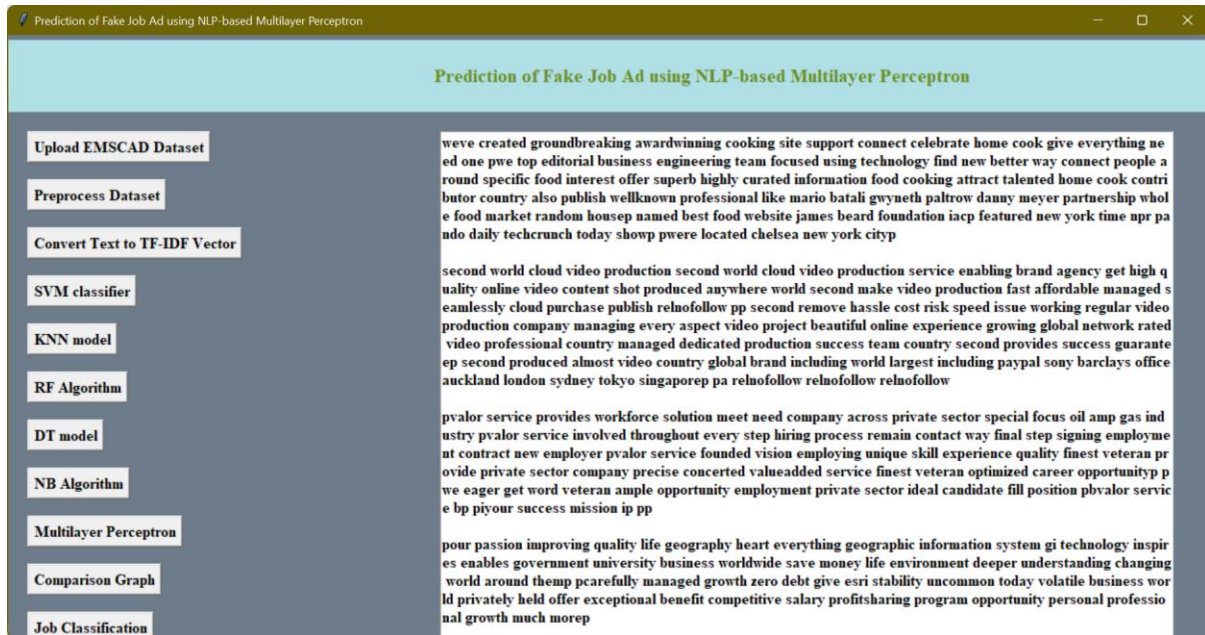 Prediction of Fake Job Ad using NLP-based Multilayer Perceptron
Prediction of Fake Job Ad using NLP-based Multilayer Perceptron
Upload EMSCAD Dataset
Preprocess Dataset
Convert Text to TF-IDF Vector
SVM classifier
KNN model
RF Algorithm
DT model
NB Algorithm
Multilayer Perceptron
Comparison Graph
Job Classification
weve created groundbreaking awardwinning cooking site support connect celebrate home cook give everything ne
ed one pwe top editorial business engineering team focused using technology find new better way connect people a
round specific food interest offer superb highly curated information food cooking attract talented home cook contri
butor country also publish wellknown professional like mario batali gwyneth paltrow danny meyer partnership whol
e food market random housep named best food website james beard foundation iacp featured new york time npr pa
ndo daily techcrunch today showp pwere located chelsea new york cityp
second world cloud video production second world cloud video production service enabling brand agency get high q
uality online video content shot produced anywhere world second make video production fast affordable managed s
eamlessly cloud purchase publish relnofollow pp second remove hassle cost risk speed issue working regular video
production company managing every aspect video project beautiful online experience growing global network rated
video professional country managed dedicated production success team country second provides success guarante
ep second produced almost video country global brand including world largest including paypal sony barclays office
auckland london sydney tokyo singaporep pa relnofollow relnofollow relnofollow
pvalor service provides workforce solution meet need company across private sector special focus oil amp gas ind
ustry pvalor service involved throughout every step hiring process remain contact way final step signing employme
nt contract new employer pvalor service founded vision employing unique skill experience quality finest veteran pr
ovide private sector company precise concerted valueadded service finest veteran optimized career opportunityp p
we eager get word veteran ample opportunity employment private sector ideal candidate fill position pbvalor servic
e bp piyour success mission ip pp
pour passion improving quality life geography heart everything geographic information system gi technology inspir
es enables government university business worldwide save money life environment deeper understanding changing
world around themp pcarefully managed growth zero debt give esri stability uncommon today volatile business wor
ld privately held offer exceptional benefit competitive salary profitsharing program opportunity personal professio
nal growth much morep